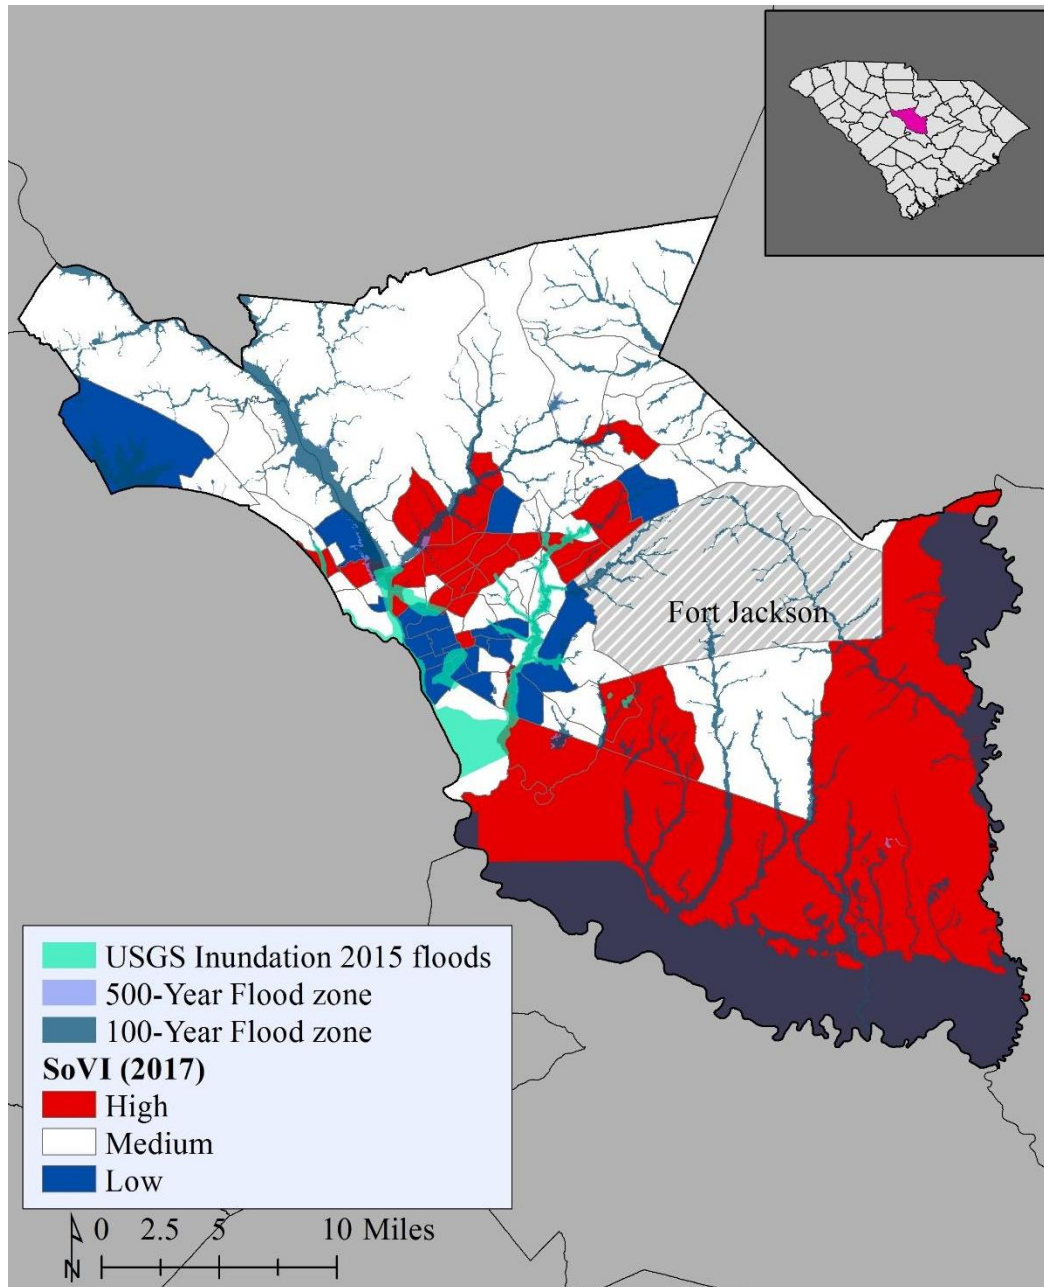 Fort Jackson
USGS Inundation 2015 floods
500-Year Flood zone
100-Year Flood zone
SoVI (2017)
High
Medium
Low
N 0 2.5 5 10 Miles